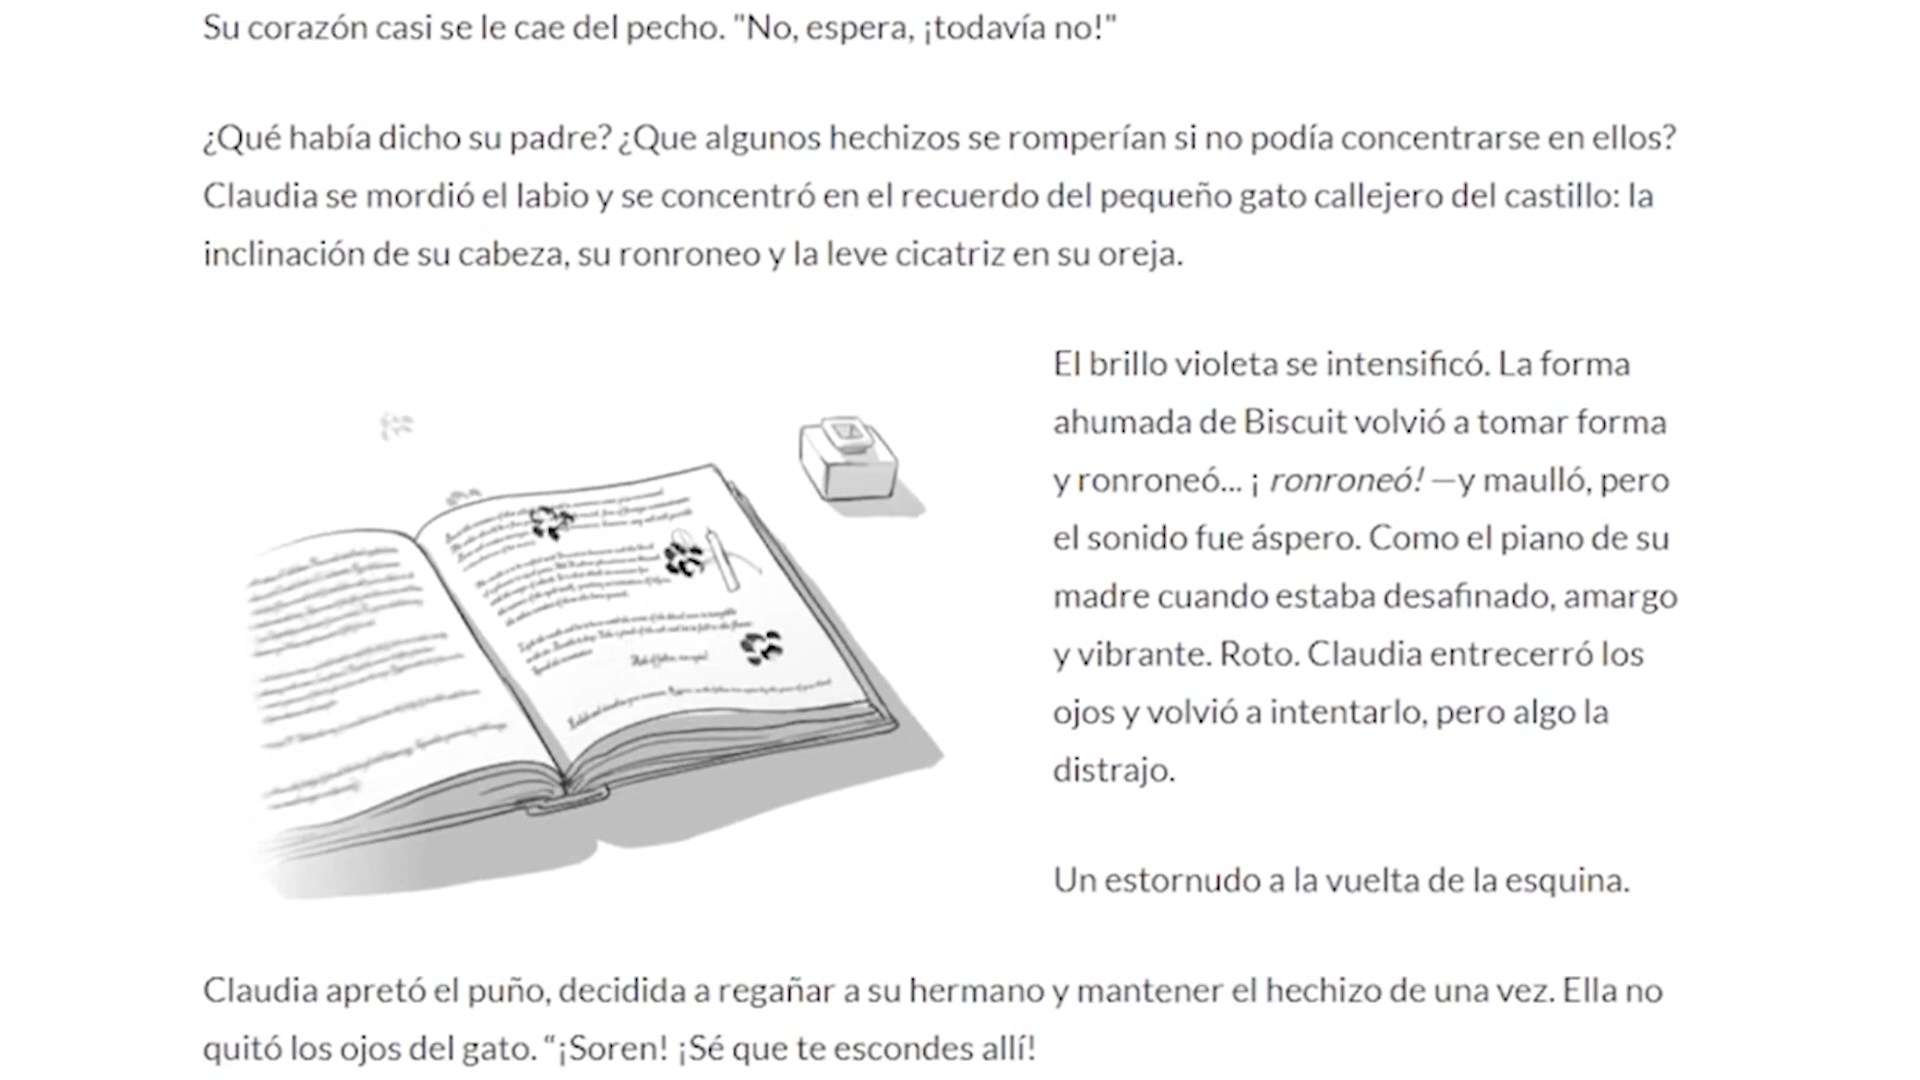 Su corazón casi se le cae del pecho. "No, espera, ¡todavía no!"
¿Qué había dicho su padre? ¿Que algunos hechizos se romperían si no podía concentrarse en ellos?
Claudia se mordió el labio y se concentró en el recuerdo del pequeño gato callejero del castillo: la
inclinación de su cabeza, su ronroneo y la leve cicatriz en su oreja.
El brillo violeta se intensificó. La forma
ahumada de Biscuit volvió a tomar forma
y ronroneó... ¡ ronroneó! —y maulló, pero
el sonido fue áspero. Como el piano de su
madre cuando estaba desafinado, amargo
y vibrante. Roto. Claudia entrecerró los
ojos y volvió a intentarlo, pero algo la
distrajo.
Un estornudo a la vuelta de la esquina.
Claudia apretó el puño, decidida a regañar a su hermano y mantener el hechizo de una vez. Ella no
quitó los ojos del gato. “¡Soren! ¡Sé que te escondes allí!